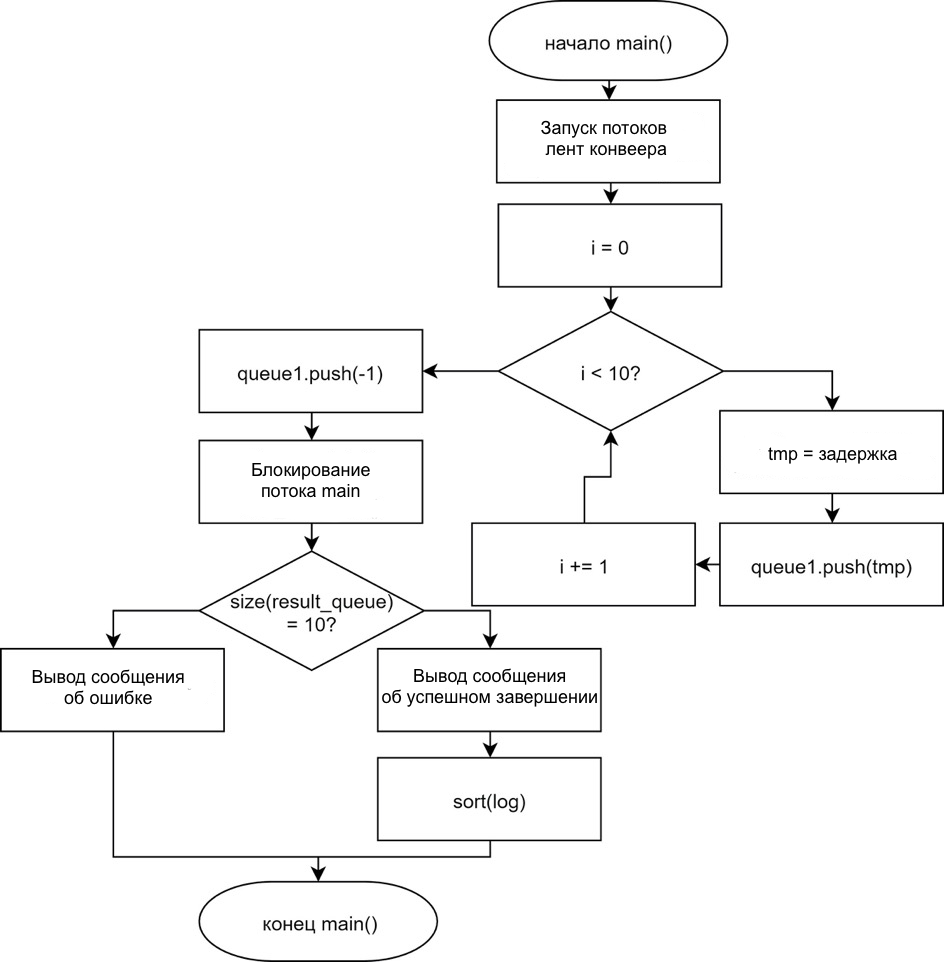 начало main()
Запуск потоков
лент конвеера
i = 0
i < 10?
queue1.push(-1)
tmp = задержка
Блокирование
потока main
i += 1
queue1.push(tmp)
size(result_queue)
= 10?
Вывод сообщения
об ошибке
Вывод сообщения
об успешном завершении
sort(log)
конец main()